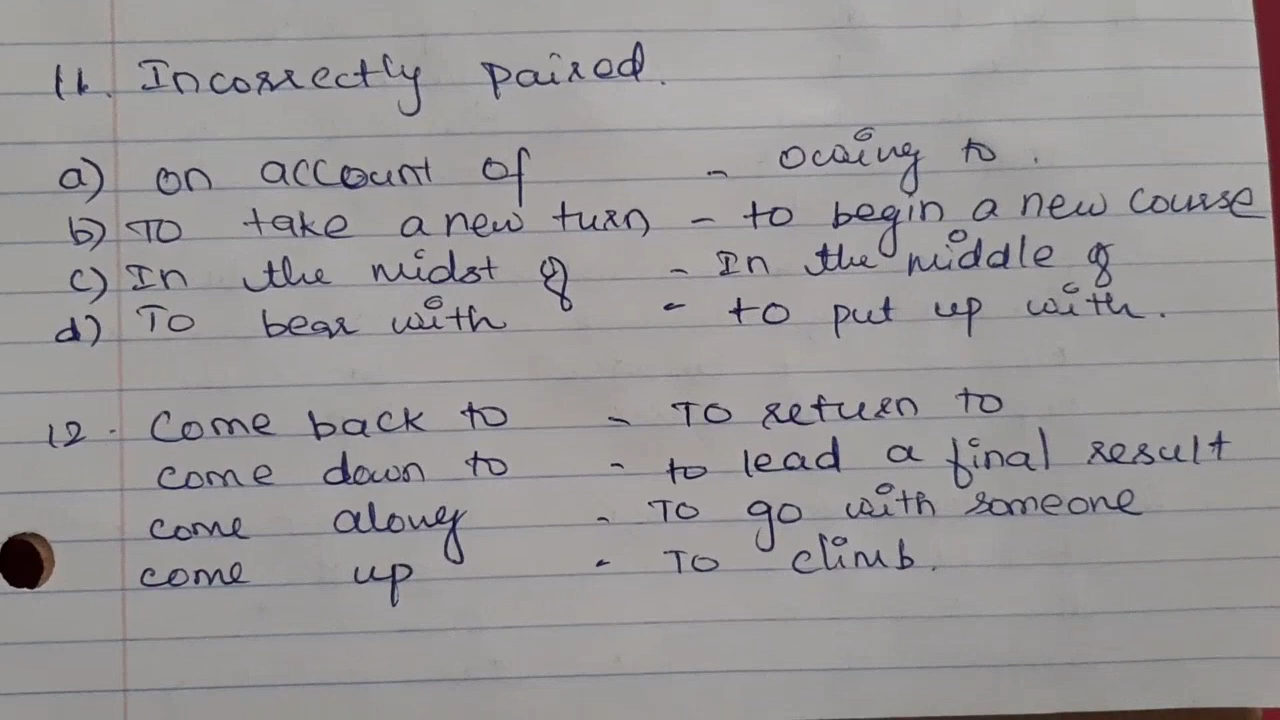 11. Incorrectly paired.
a) on account of - owing to.
b) To take a new turn - to begin a new course
c) In the midst of - In the middle of
d) To bear with - to put up with.
12. Come back to - To return to
come down to - to lead a final result
come along - To go with someone
come up - To climb.